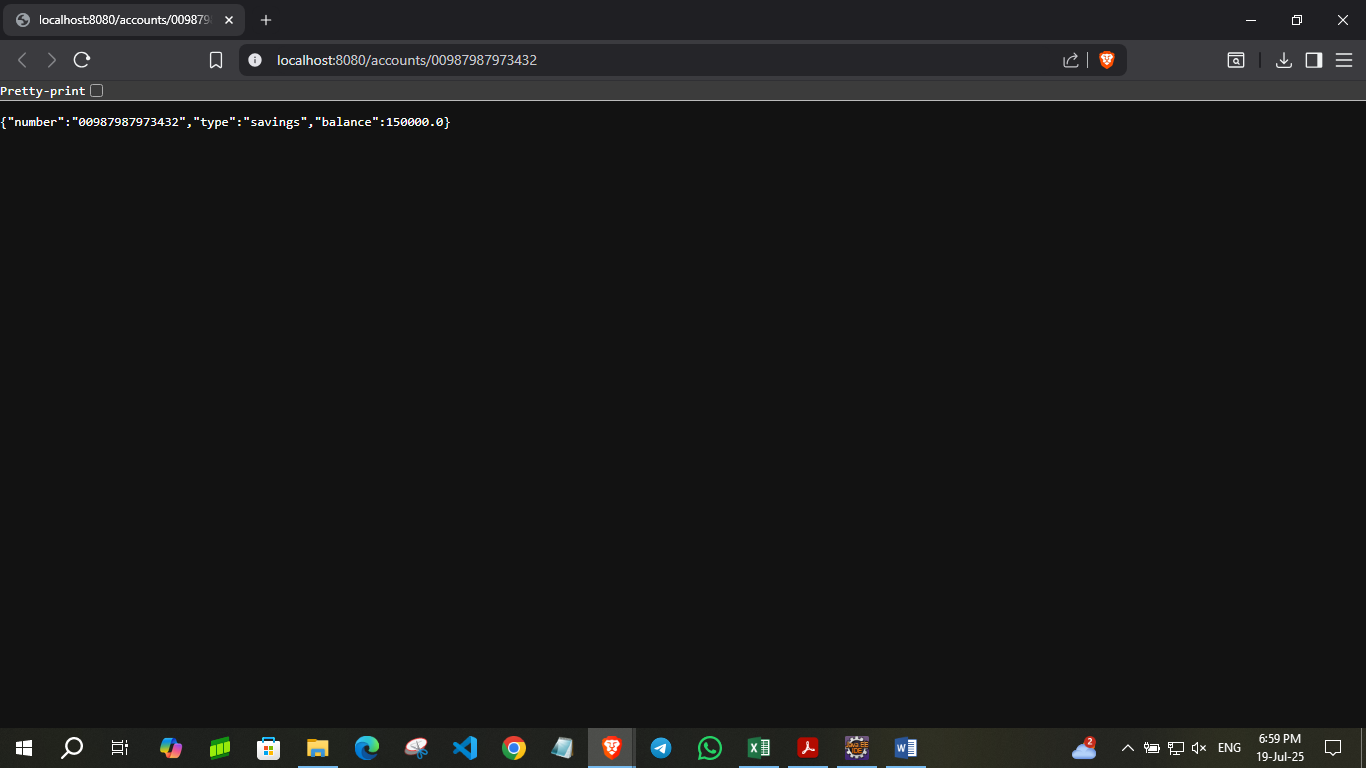 localhost:8080/accounts/009879
localhost:8080/accounts/00987987973432
Pretty-print
{"number":"00987987973432","type":"savings","balance":150000.0}
2
ENG
6:59 PM
19-Jul-25